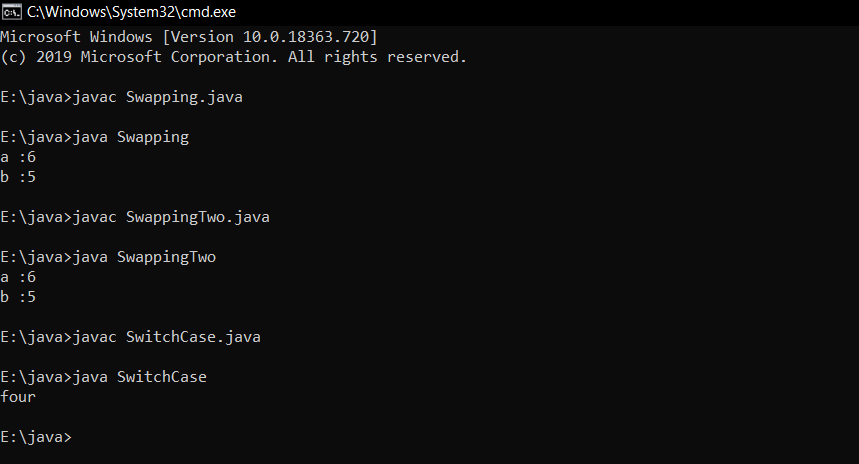 C:\Windows\System32\cmd.exe
Microsoft Windows [Version 10.0.18363.720]
(c) 2019 Microsoft Corporation. All rights reserved.
E:\java>javac Swapping.java
E:\java>java Swapping
a :6
b :5
E:\java>javac SwappingTwo.java
E:\java>java SwappingTwo
a :6
b :5
E:\java>javac SwitchCase.java
E:\java>java SwitchCase
four
E:\java>